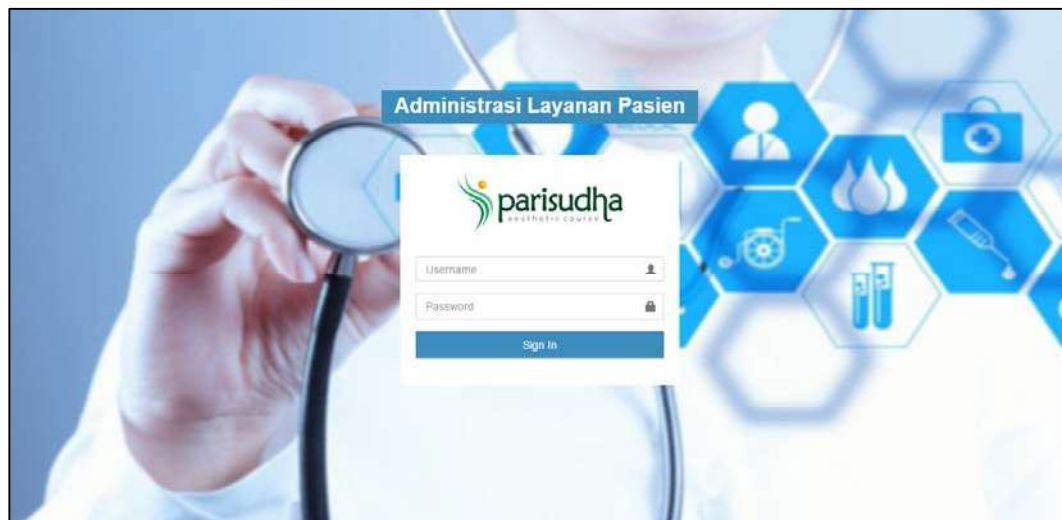 Administrasi Layanan Pasien
parisudha
aesthetic course
Username
Password
Sign In